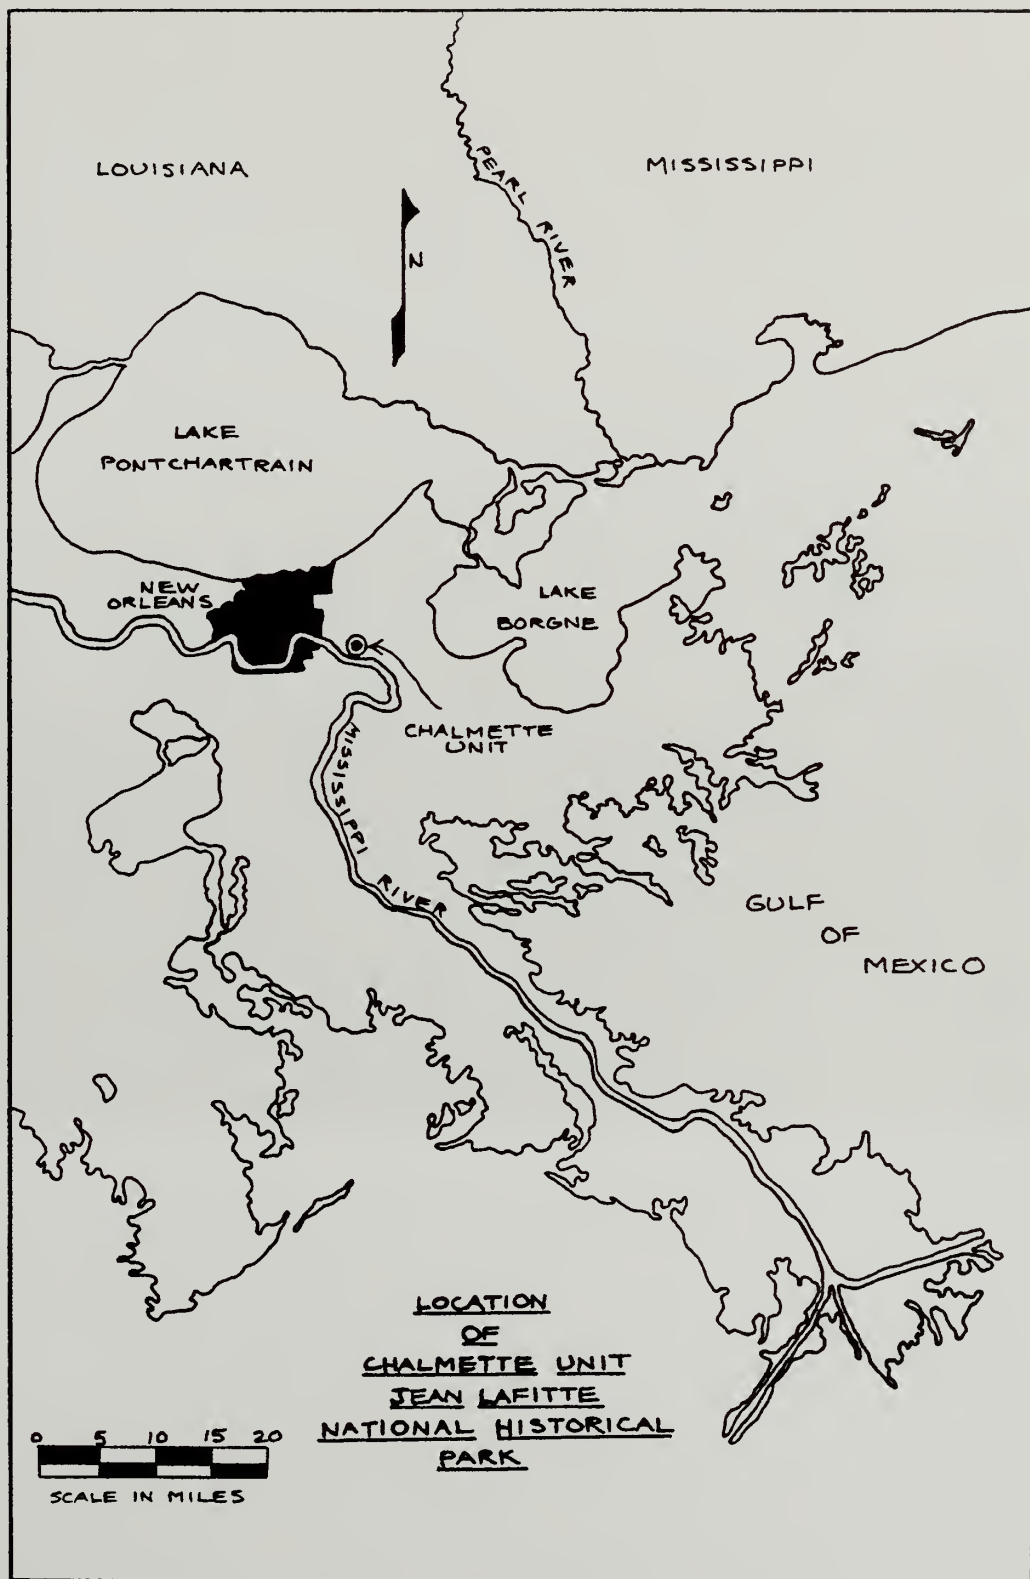 LOUISIANA
MISSISSIPPI
PEARL RIVER
N
LAKE
PONTCHARTRAIN
NEW
ORLEANS
LAKE
BORGNE
CHALMETTE
UNIT
MISSISSIPPI RIVER
GULF
OF
MEXICO
LOCATION
OF
CHALMETTE UNIT
JEAN LAFITTE
NATIONAL HISTORICAL
PARK
0 5 10 15 20
SCALE IN MILES